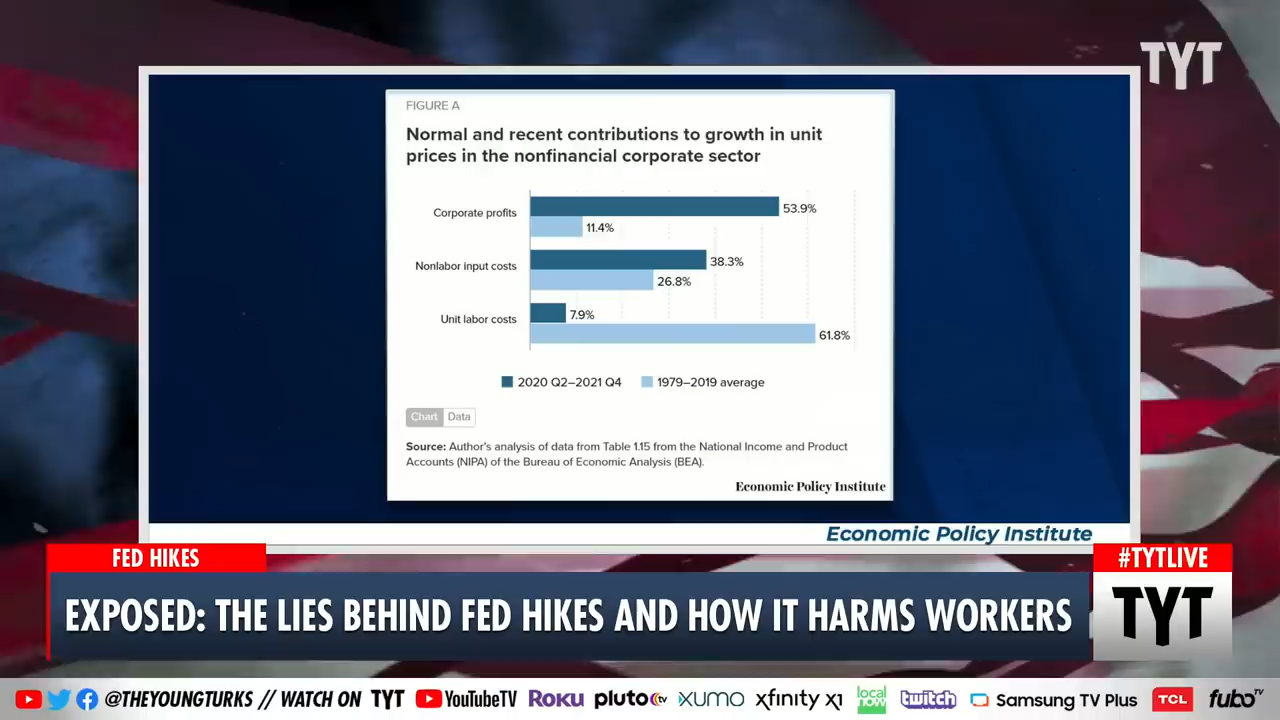 TYT
FIGURE A
Normal and recent contributions to growth in unit
prices in the nonfinancial corporate sector
Corporate profits
53.9%
11.4%
Nonlabor input costs
38.3%
26.8%
Unit labor costs
7.9%
61.8%
2020 Q2–2021 Q4
1979–2019 average
Chart Data
Source: Author's analysis of data from Table 1.15 from the National Income and Product
Accounts (NIPA) of the Bureau of Economic Analysis (BEA).
Economic Policy Institute
Economic Policy Institute
FED HIKES
#TYTLIVE
EXPOSED: THE LIES BEHIND FED HIKES AND HOW IT HARMS WORKERS
TYT
@THEYOUNGTURKS // WATCH ON TYT YouTubeTV ROKU pluto tv XUMO xfinity X1 local now twitch Samsung TV Plus TCL fubo TV